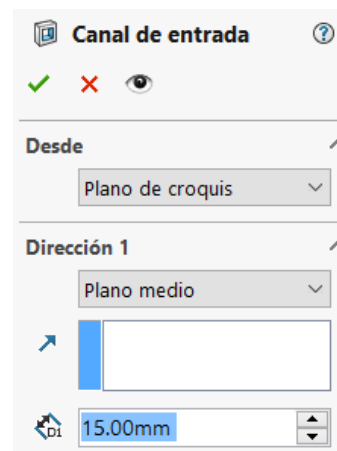 Canal de entrada
Desde
Plano de croquis
Dirección 1
Plano medio
D1 15.00mm